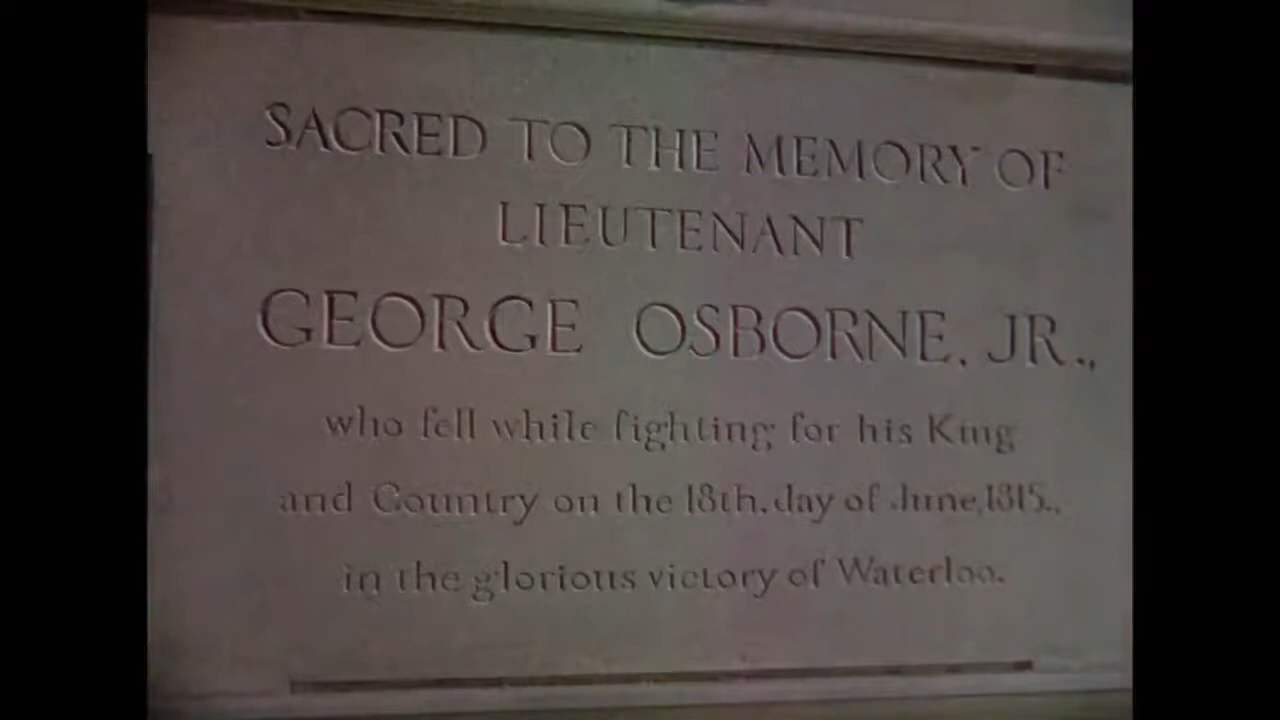 SACRED TO THE MEMORY OF
LIEUTENANT
GEORGE OSBORNE, JR.,
who fell while fighting for his King
and Country on the 18th. day of June, 1815.,
in the glorious victory of Waterloo.